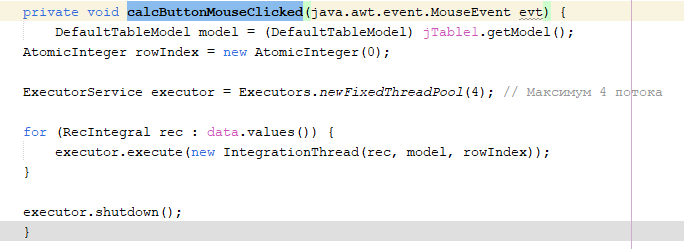 private void calcButtonMouseClicked(java.awt.event.MouseEvent evt) {
DefaultTableModel model = (DefaultTableModel) jTable1.getModel();
AtomicInteger rowIndex = new AtomicInteger(0);
ExecutorService executor = Executors.newFixedThreadPool(4); // Максимум 4 потока
for (RecIntegral rec : data.values()) {
executor.execute(new IntegrationThread(rec, model, rowIndex));
}
executor.shutdown();
}